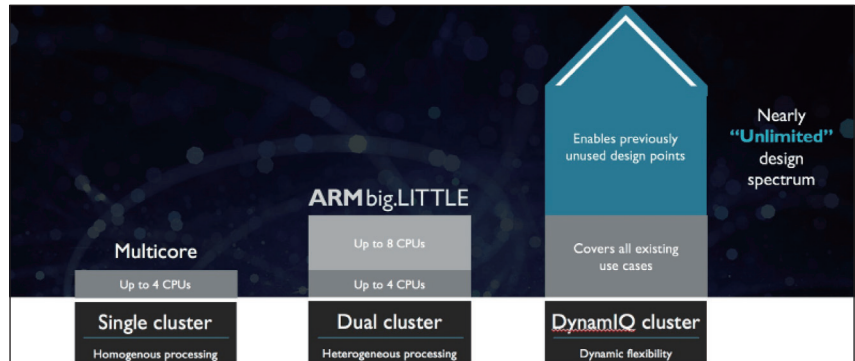 Multicore
Up to 4 CPUs
Single cluster
Homogenous processing
ARM big.LITTLE
Up to 8 CPUs
Up to 4 CPUs
Dual cluster
Heterogeneous processing
Enables previously
unused design points
Covers all existing
use cases
DynamIQ cluster
Dynamic flexibility
Nearly
“Unlimited”
design
spectrum